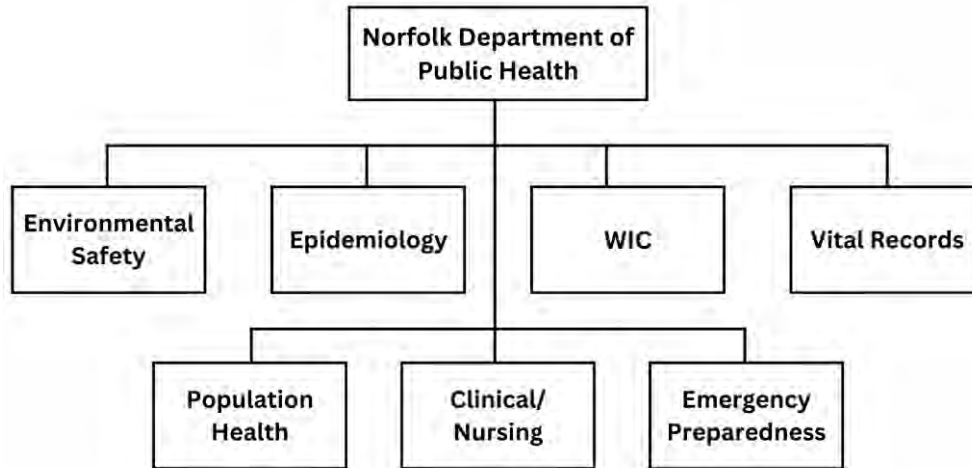 Norfolk Department of
Public Health
Environmental
Safety
Epidemiology
WIC
Vital Records
Population
Health
Clinical/
Nursing
Emergency
Preparedness